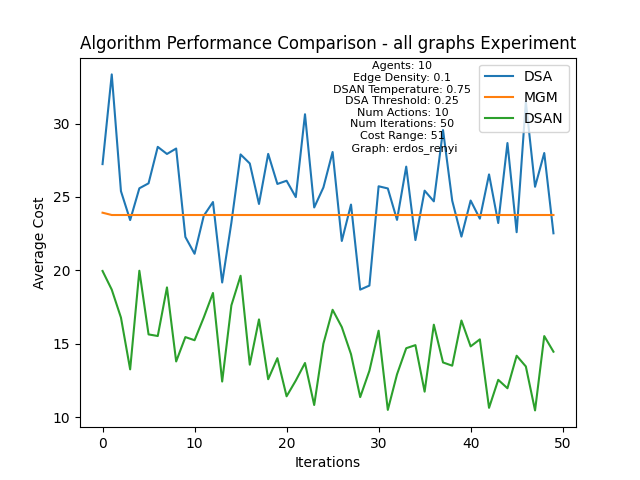 Algorithm Performance Comparison - all graphs Experiment
Agents: 10
Edge Density: 0.1
DSAN Temperature: 0.75
DSA Threshold: 0.25
Num Actions: 10
Num Iterations: 50
Cost Range: 51
Graph: erdos_renyi
DSA
MGM
DSAN
Average Cost
30
25
20
15
10
0
10
20
30
40
50
Iterations